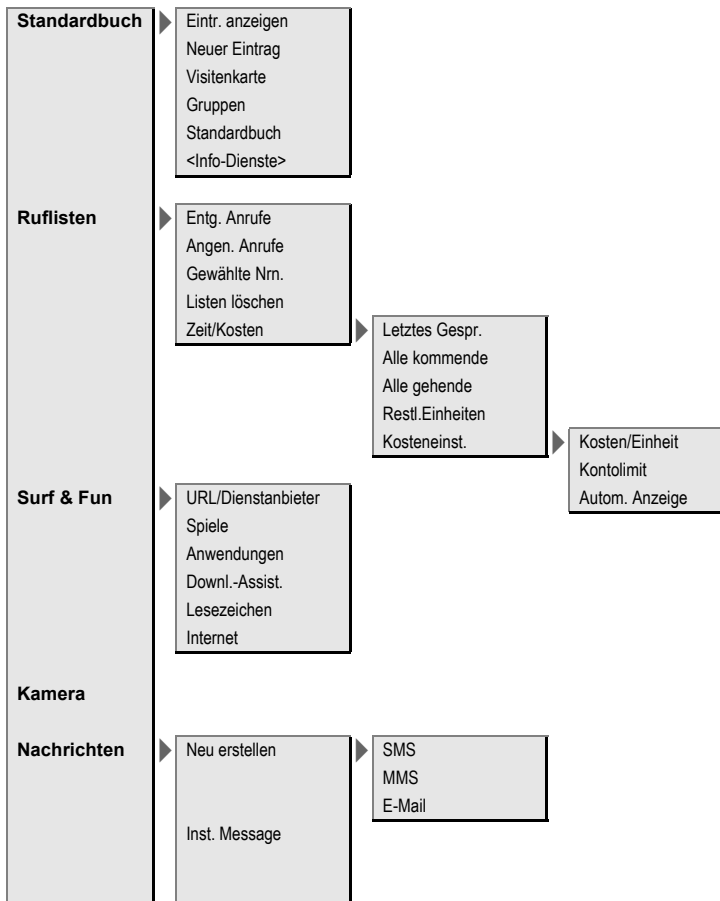 Standardbuch
Eintr. anzeigen
Neuer Eintrag
Visitenkarte
Gruppen
Standardbuch
<Info-Dienste>
Ruflisten
Entg. Anrufe
Angen. Anrufe
Gewählte Nrn.
Listen löschen
Zeit/Kosten
Letztes Gespr.
Alle kommende
Alle gehende
Restl.Einheiten
Kosteneinst.
Kosten/Einheit
Kontolimit
Autom. Anzeige
Surf & Fun
URL/Dienstanbieter
Spiele
Anwendungen
Downl.-Assist.
Lesezeichen
Internet
Kamera
Nachrichten
Neu erstellen
SMS
MMS
E-Mail
Inst. Message